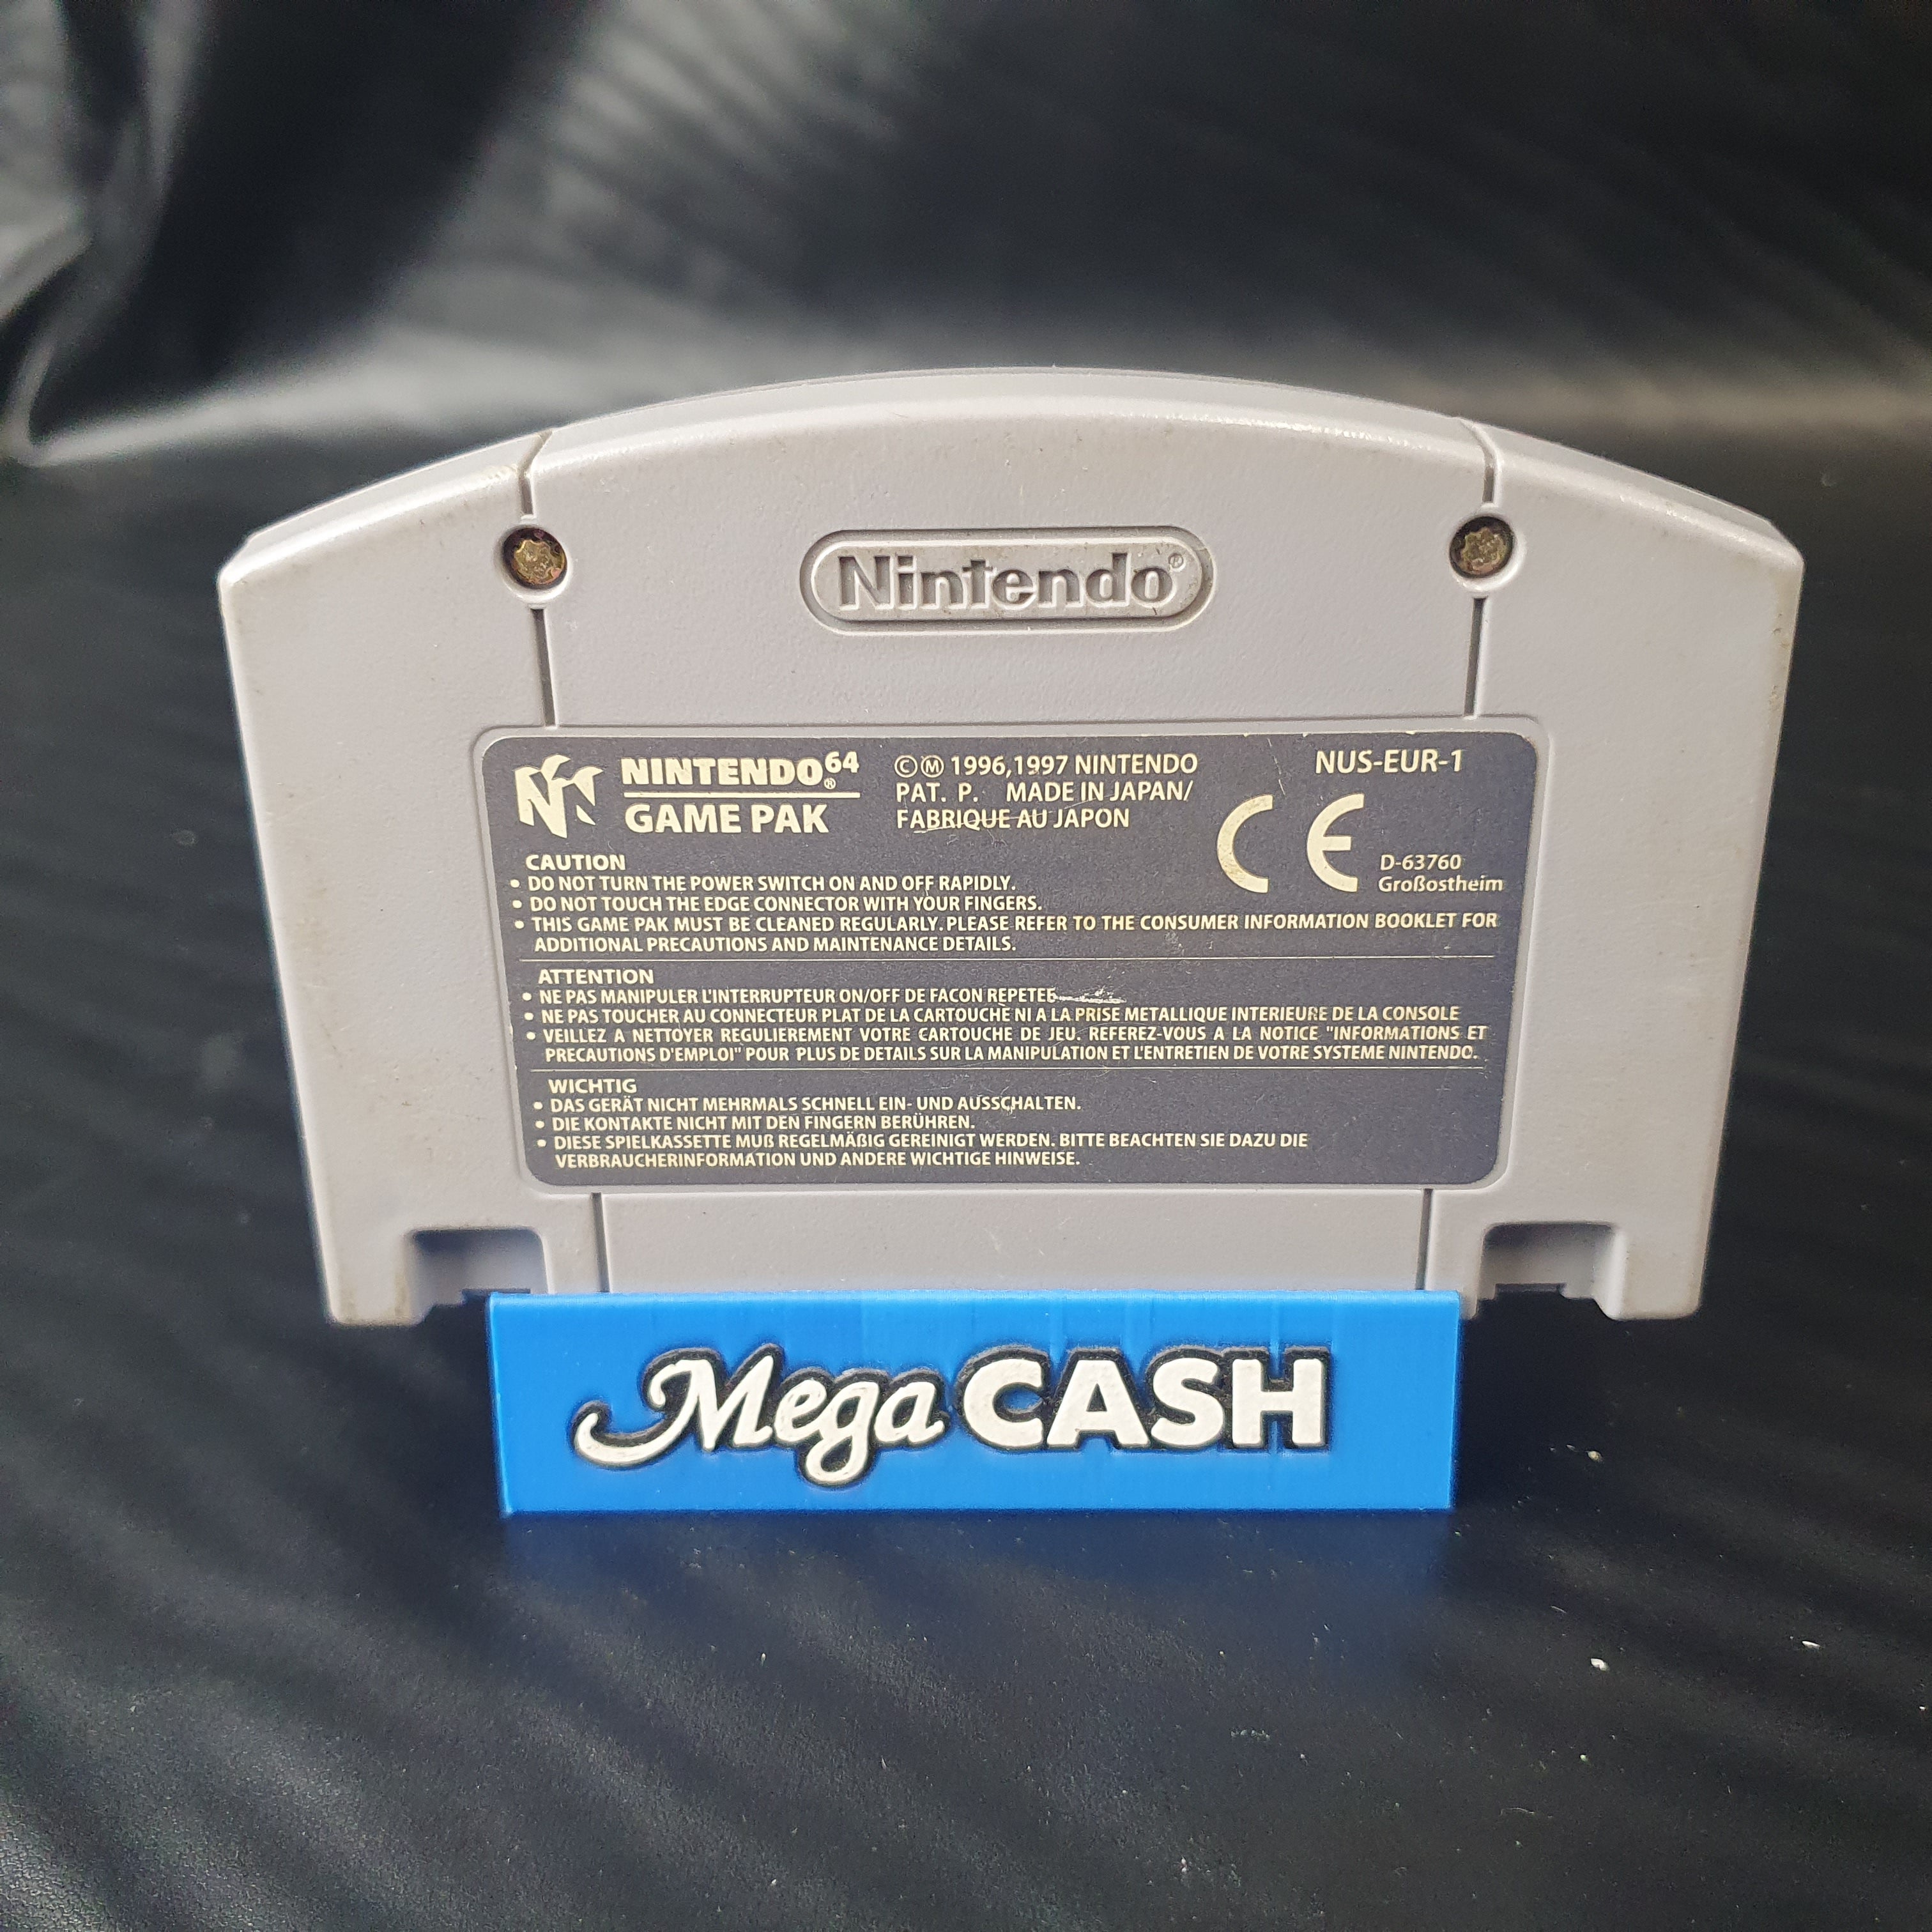 Nintendo®
NINTENDO64®
GAME PAK
©Ⓜ 1996,1997 NINTENDO
PAT. P. MADE IN JAPAN/
FABRIQUE AU JAPON
NUS-EUR-1
CE
D-63760
Großostheim
CAUTION
• DO NOT TURN THE POWER SWITCH ON AND OFF RAPIDLY.
• DO NOT TOUCH THE EDGE CONNECTOR WITH YOUR FINGERS.
• THIS GAME PAK MUST BE CLEANED REGULARLY. PLEASE REFER TO THE CONSUMER INFORMATION BOOKLET FOR
ADDITIONAL PRECAUTIONS AND MAINTENANCE DETAILS.
ATTENTION
• NE PAS MANIPULER L'INTERRUPTEUR ON/OFF DE FACON REPETEE
• NE PAS TOUCHER AU CONNECTEUR PLAT DE LA CARTOUCHE NI A LA PRISE METALLIQUE INTERIEURE DE LA CONSOLE
• VEILLEZ A NETTOYER REGULIEREMENT VOTRE CARTOUCHE DE JEU. REFEREZ-VOUS A LA NOTICE "INFORMATIONS ET
PRECAUTIONS D'EMPLOI" POUR PLUS DE DETAILS SUR LA MANIPULATION ET L'ENTRETIEN DE VOTRE SYSTEME NINTENDO.
WICHTIG
• DAS GERÄT NICHT MEHRMALS SCHNELL EIN- UND AUSSCHALTEN.
• DIE KONTAKTE NICHT MIT DEN FINGERN BERÜHREN.
• DIESE SPIELKASSETTE MUß REGELMÄßIG GEREINIGT WERDEN. BITTE BEACHTEN SIE DAZU DIE
VERBRAUCHERINFORMATION UND ANDERE WICHTIGE HINWEISE.
Mega CASH